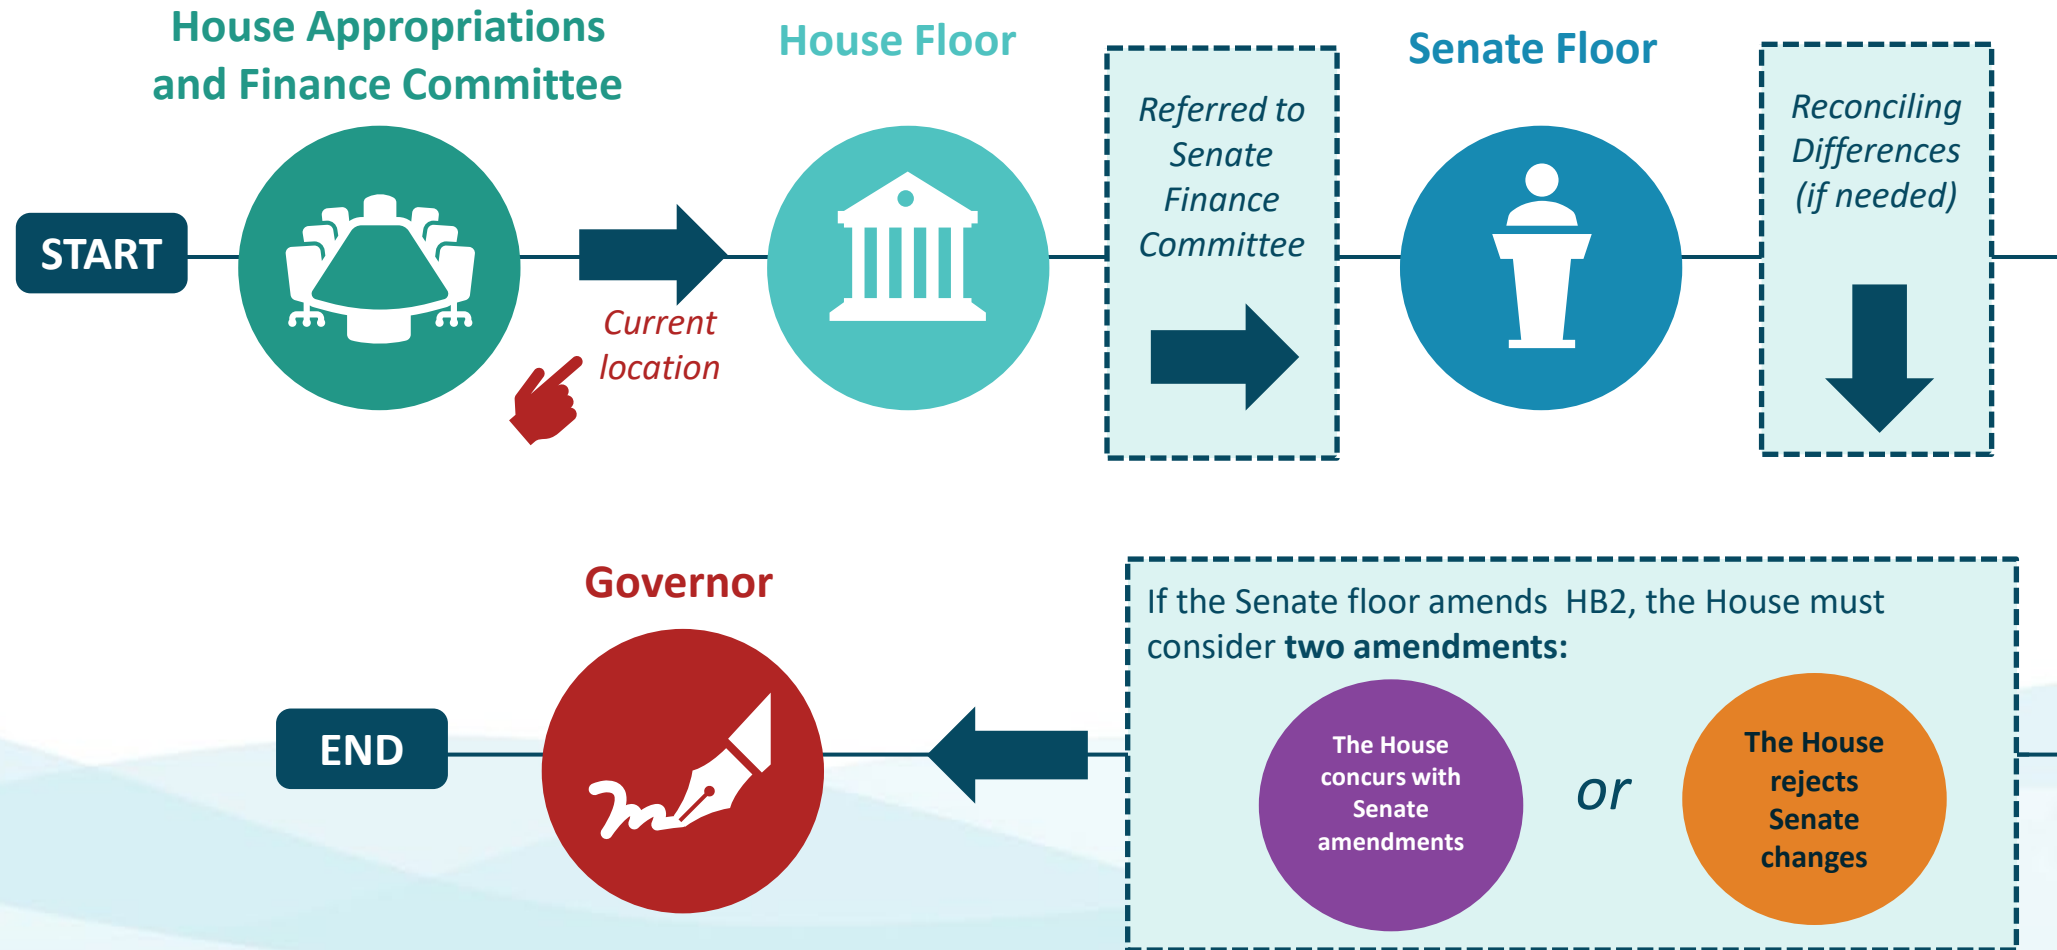 House Appropriations
and Finance Committee
House Floor
Senate Floor
START
Current
location
Referred to
Senate
Finance
Committee
Reconciling
Differences
(if needed)
If the Senate floor amends  HB2, the House must
consider two amendments:
The House
concurs with
Senate
amendments
or
The House
rejects
Senate
changes
Governor
END